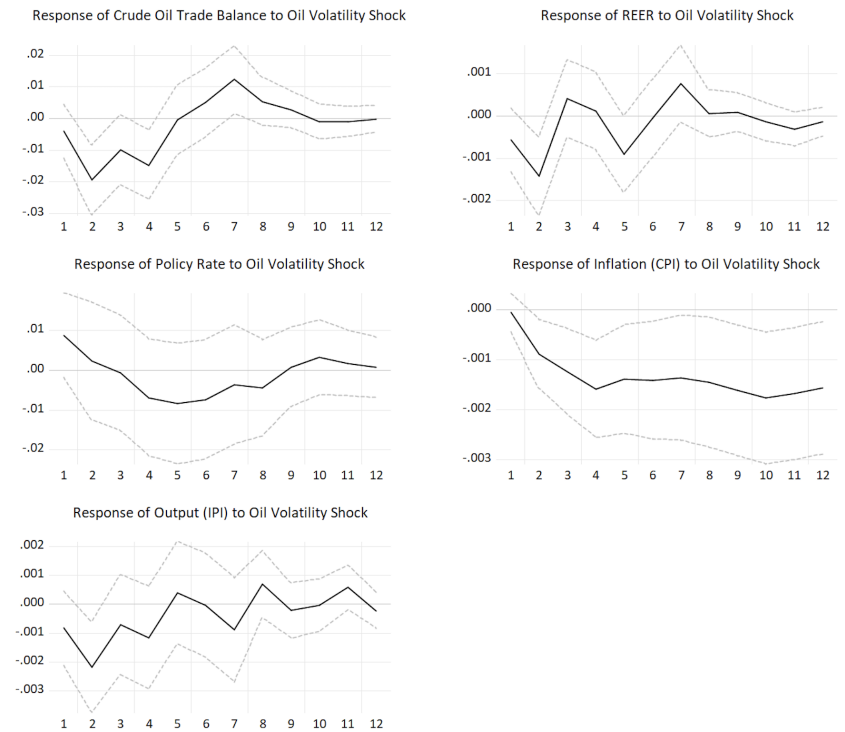 Response of Crude Oil Trade Balance to Oil Volatility Shock
.02
.01
.00
-.01
-.02
-.03
1 2 3 4 5 6 7 8 9 10 11 12
Response of REER to Oil Volatility Shock
.001
.000
-.001
-.002
1 2 3 4 5 6 7 8 9 10 11 12
Response of Policy Rate to Oil Volatility Shock
.01
.00
-.01
-.02
1 2 3 4 5 6 7 8 9 10 11 12
Response of Inflation (CPI) to Oil Volatility Shock
.000
-.001
-.002
-.003
1 2 3 4 5 6 7 8 9 10 11 12
Response of Output (IPI) to Oil Volatility Shock
.002
.001
.000
-.001
-.002
-.003
1 2 3 4 5 6 7 8 9 10 11 12